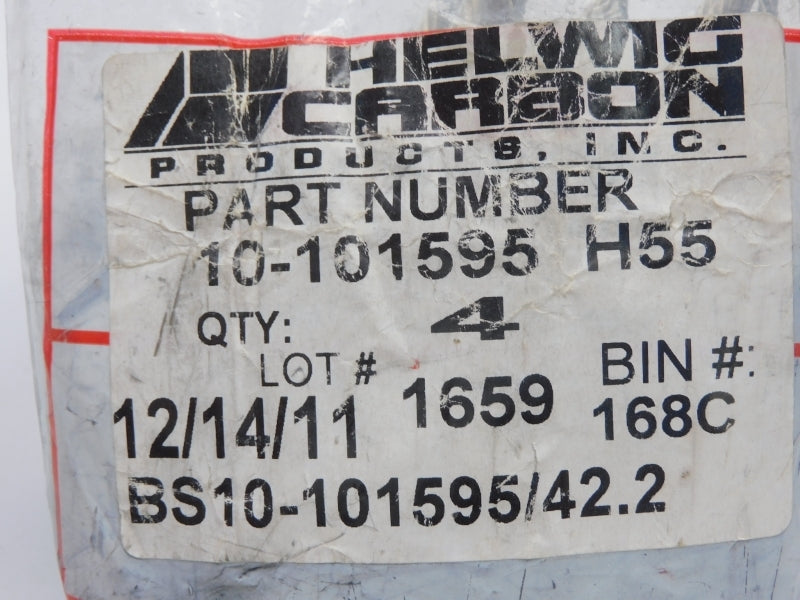 HELWIG
CARBON
PRODUCTS, INC.
PART NUMBER
10-101595 H55
QTY: 4
LOT # 1659 BIN #:
12/14/11 168C
BS10-101595/42.2